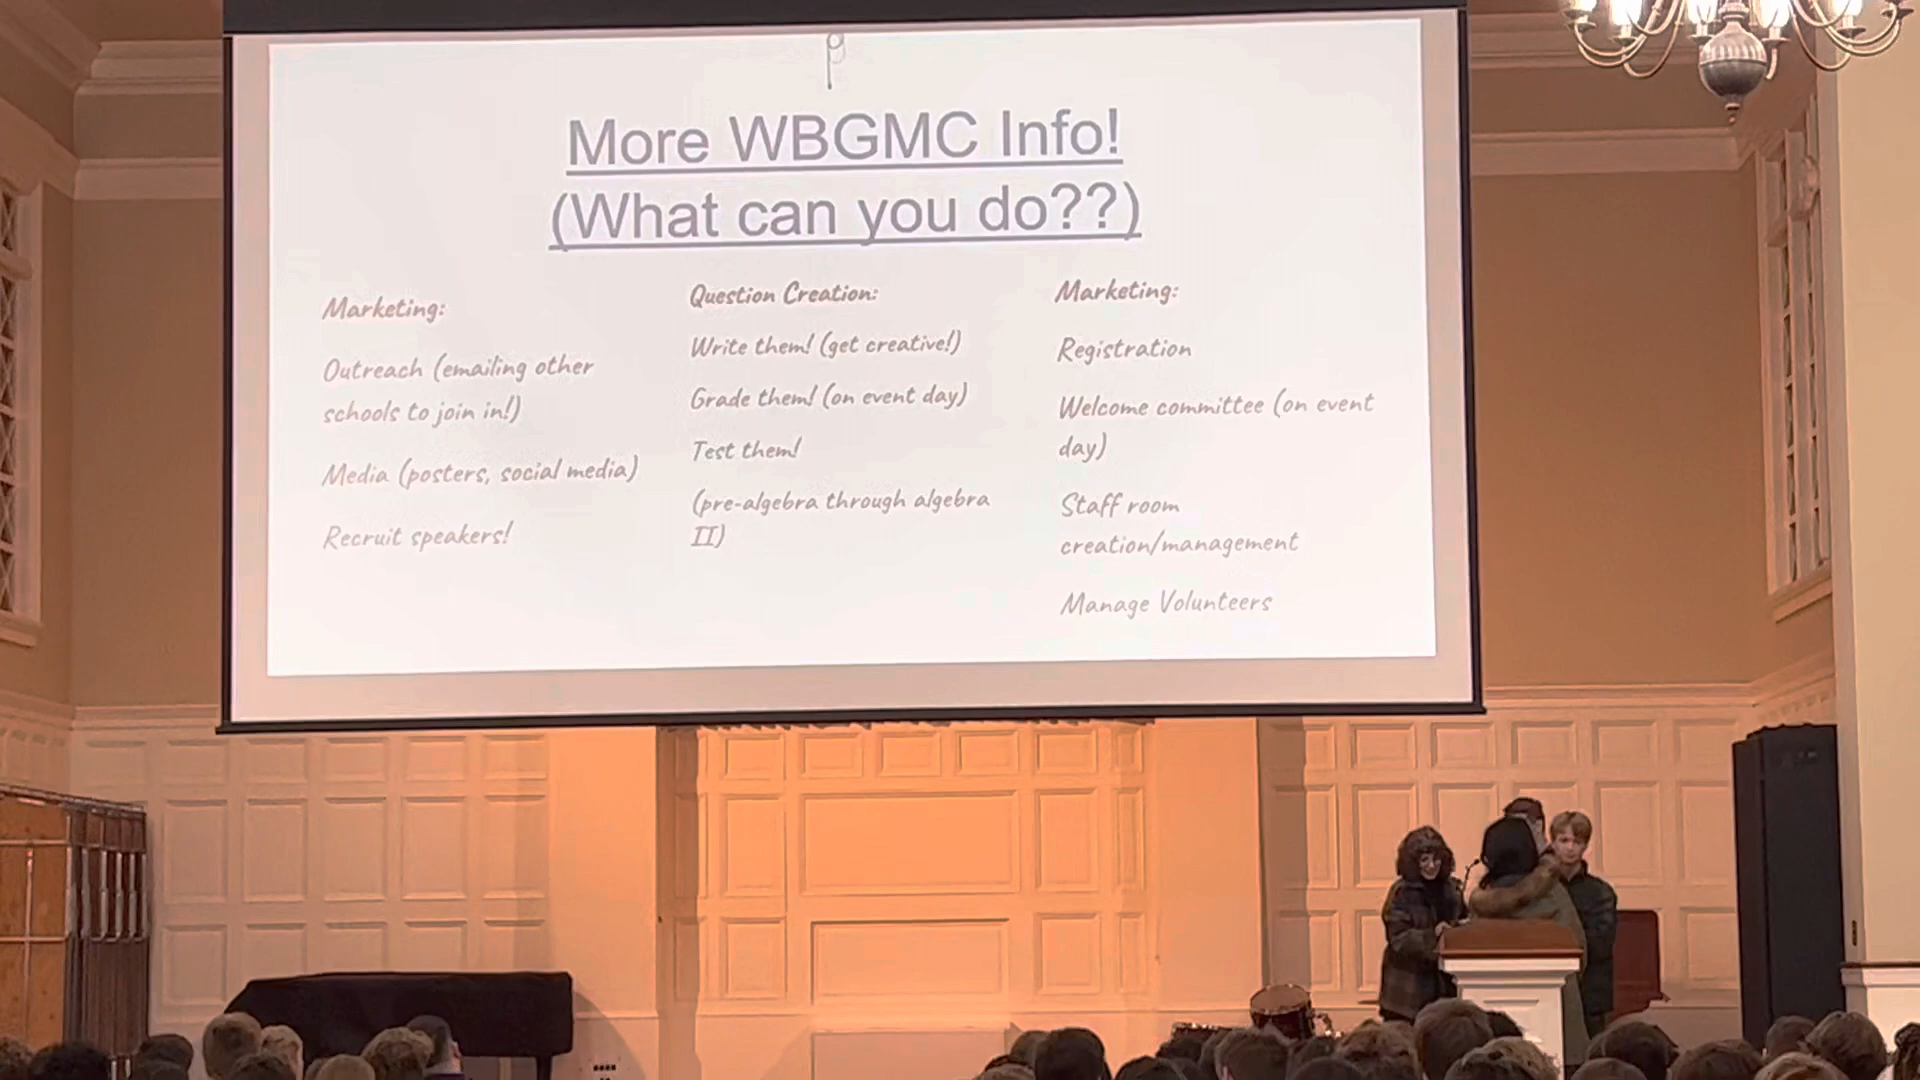 More WBGMC Info!
(What can you do??)
Marketing:
Outreach (emailing other
schools to join in!)
Media (posters, social media)
Recruit speakers!
Question Creation:
Write them! (get creative!)
Grade them! (on event day)
Test them!
(pre-algebra through algebra
II)
Marketing:
Registration
Welcome committee (on event
day)
Staff room
creation/management
Manage Volunteers